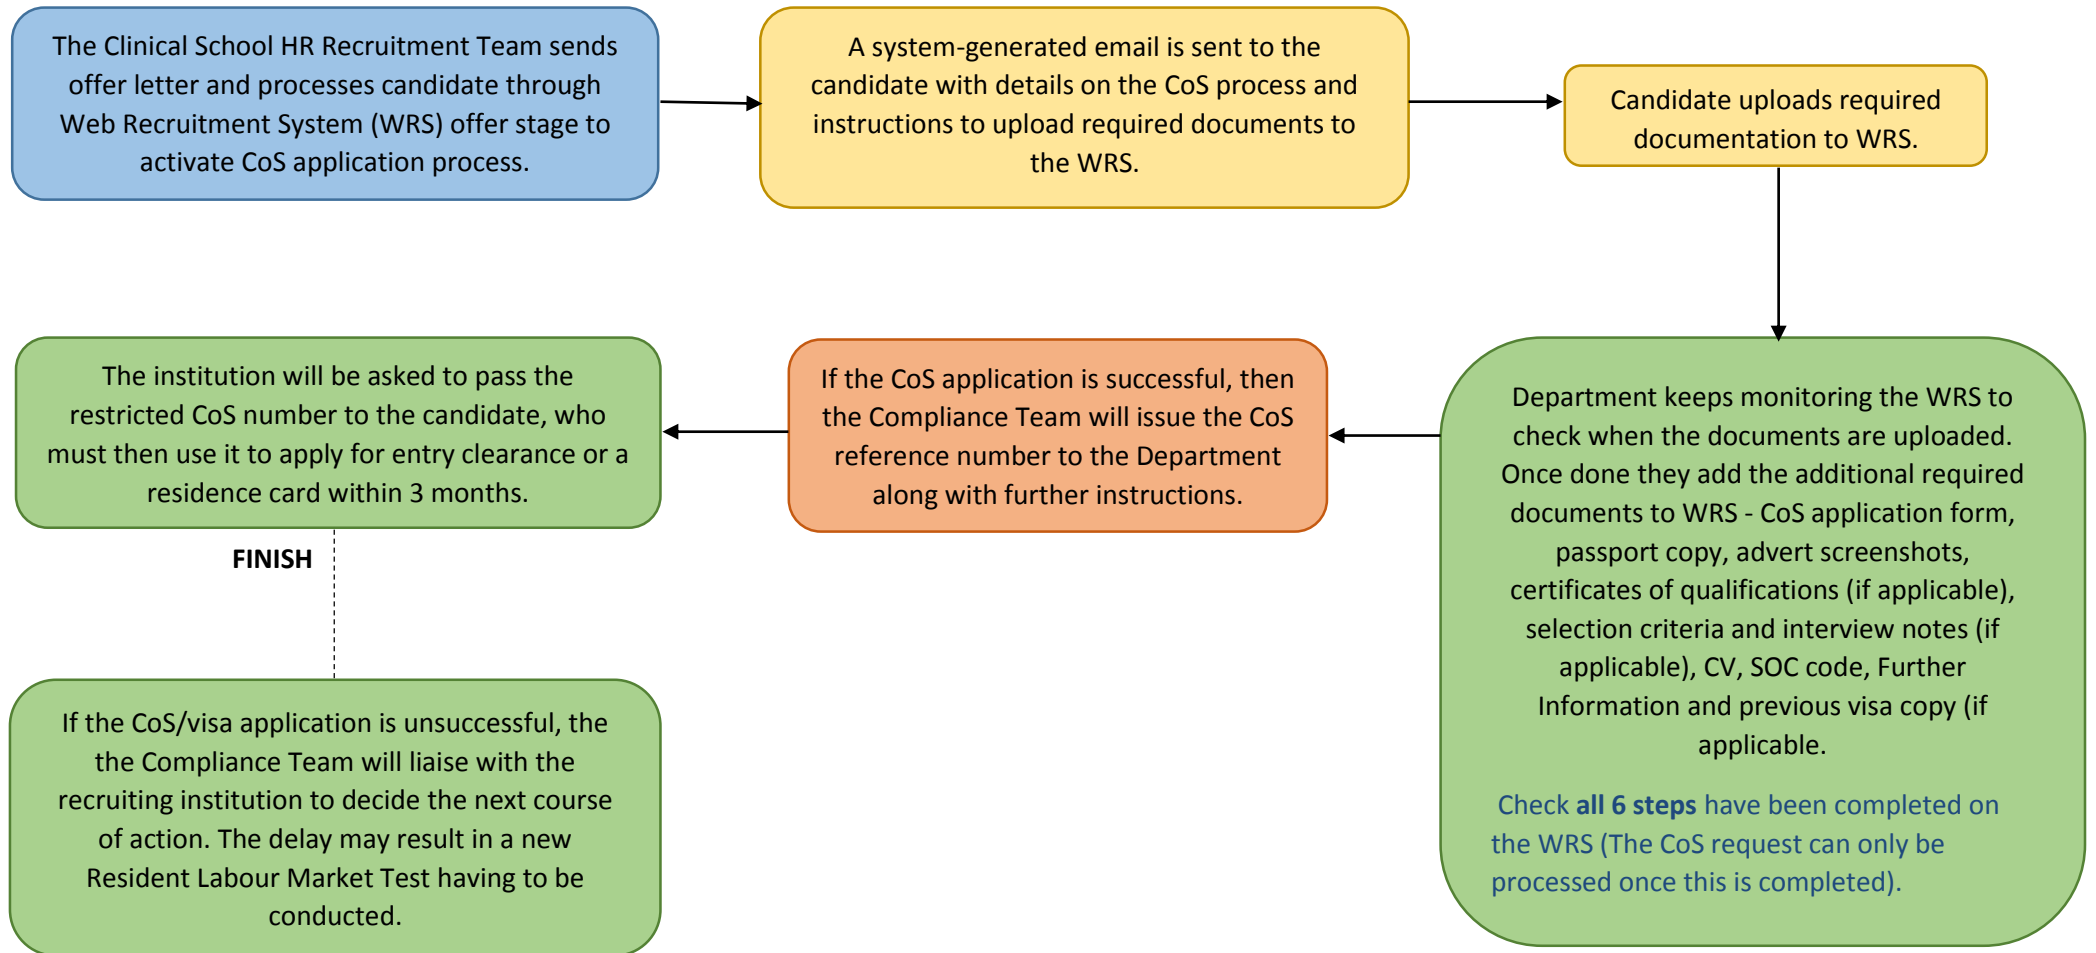 The Clinical School HR Recruitment Team sends
offer letter and processes candidate through
Web Recruitment System (WRS) offer stage to
activate CoS application process.
A system-generated email is sent to the
candidate with details on the CoS process and
instructions to upload required documents to
the WRS.
Candidate uploads required
documentation to WRS.
Department keeps monitoring the WRS to
check when the documents are uploaded.
Once done they add the additional required
documents to WRS - CoS application form,
passport copy, advert screenshots,
certificates of qualifications (if applicable),
selection criteria and interview notes (if
applicable), CV, SOC code, Further
Information and previous visa copy (if
applicable.
Check all 6 steps have been completed on
the WRS (The CoS request can only be
processed once this is completed).
If the CoS application is successful, then
the Compliance Team will issue the CoS
reference number to the Department
along with further instructions.
The institution will be asked to pass the
restricted CoS number to the candidate, who
must then use it to apply for entry clearance or a
residence card within 3 months.
FINISH
If the CoS/visa application is unsuccessful, the
the Compliance Team will liaise with the
recruiting institution to decide the next course
of action. The delay may result in a new
Resident Labour Market Test having to be
conducted.